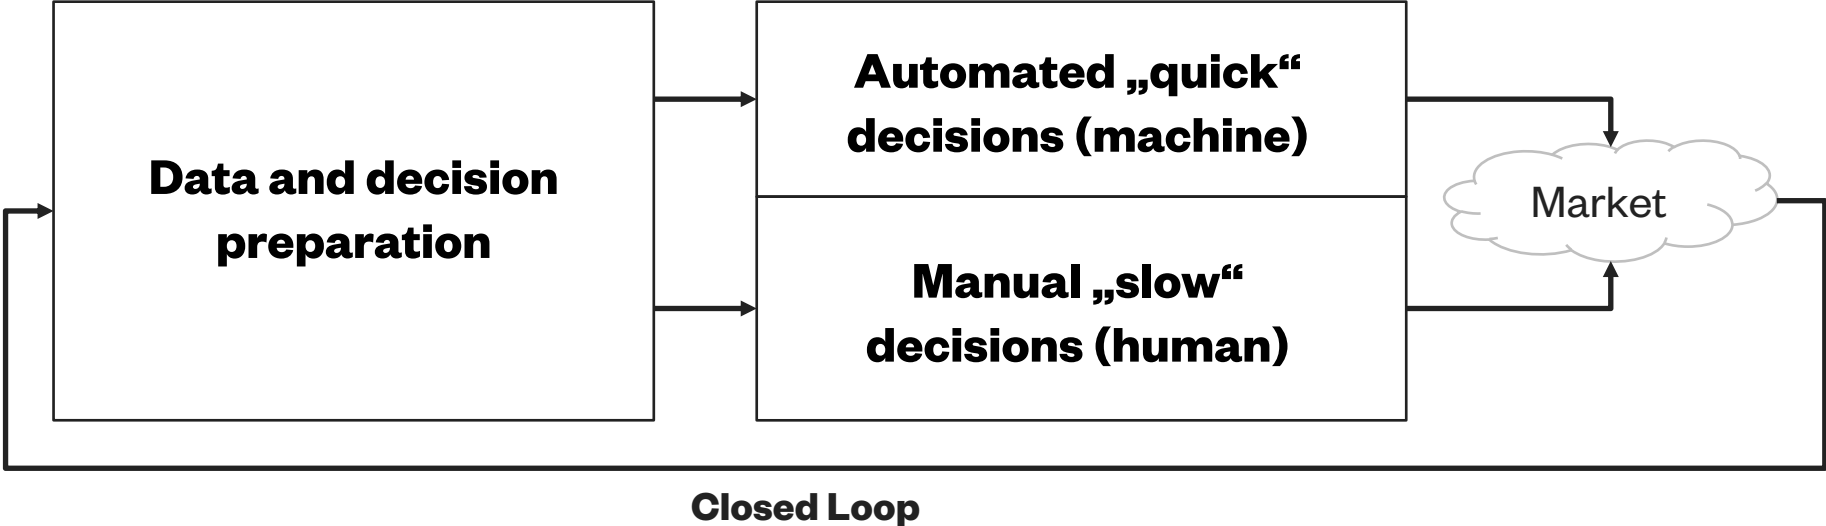 Data and decision
preparation
Automated „quick“
decisions (machine)
Manual „slow“
decisions (human)
Market
Closed Loop